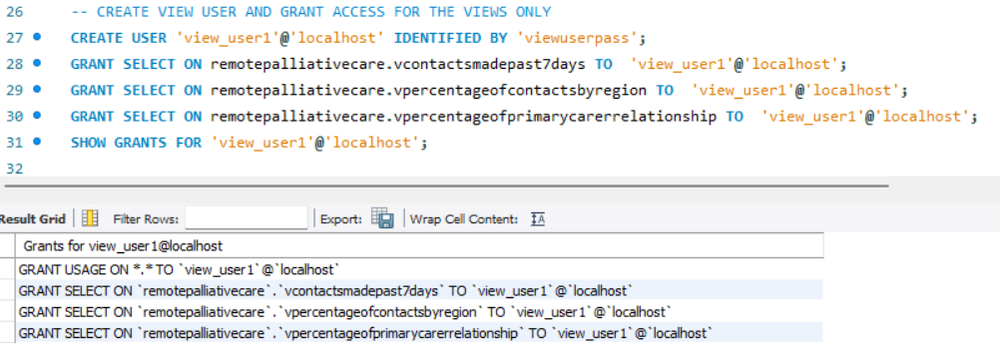 26 -- CREATE VIEW USER AND GRANT ACCESS FOR THE VIEWS ONLY
27 CREATE USER 'view_user1'@'localhost' IDENTIFIED BY 'viewuserpass';
28 GRANT SELECT ON remotepalliativecare.vcontactsmadepast7days TO 'view_user1'@'localhost';
29 GRANT SELECT ON remotepalliativecare.vpercentageofcontactsbyregion TO 'view_user1'@'localhost';
30 GRANT SELECT ON remotepalliativecare.vpercentageofprimarycarerrelationship TO 'view_user1'@'localhost';
31 SHOW GRANTS FOR 'view_user1'@'localhost';
32
Result Grid Filter Rows: Export: Wrap Cell Content: IA
Grants for view_user1@localhost
GRANT USAGE ON *.* TO `view_user1`@`localhost`
GRANT SELECT ON `remotepalliativecare`.`vcontactsmadepast7days` TO `view_user1`@`localhost`
GRANT SELECT ON `remotepalliativecare`.`vpercentageofcontactsbyregion` TO `view_user1`@`localhost`
GRANT SELECT ON `remotepalliativecare`.`vpercentageofprimarycarerrelationship` TO `view_user1`@`localhost`